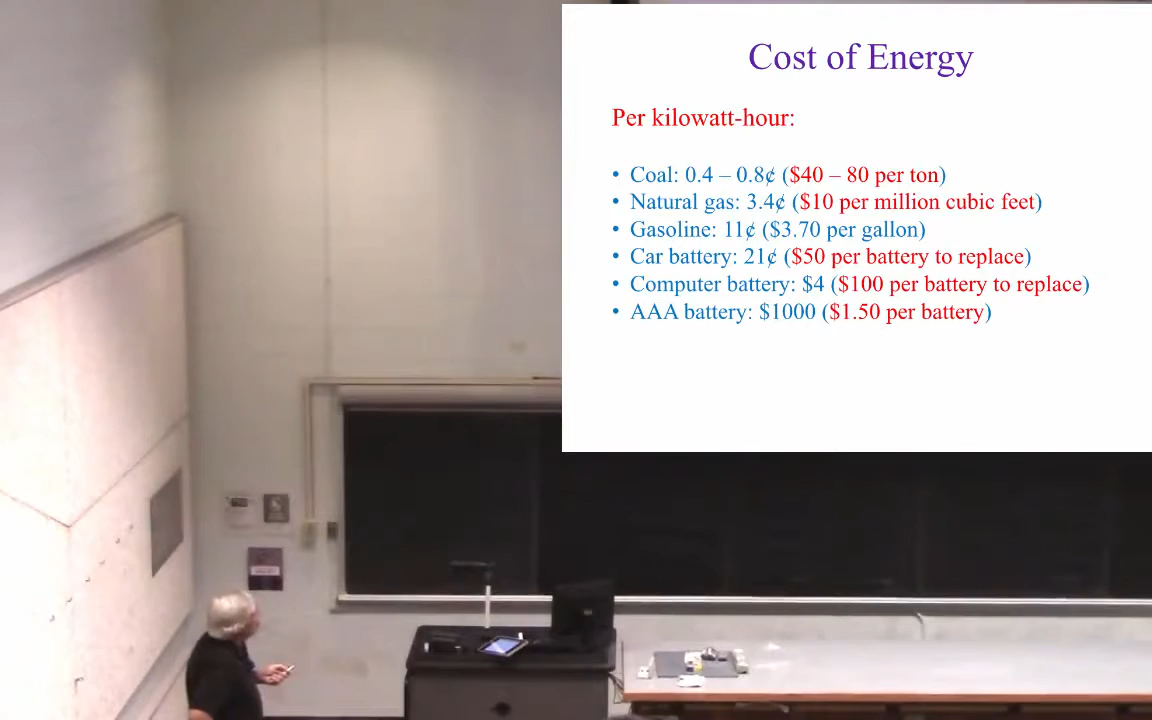 Cost of Energy
Per kilowatt-hour:
• Coal: 0.4 – 0.8¢ ($40 – 80 per ton)
• Natural gas: 3.4¢ ($10 per million cubic feet)
• Gasoline: 11¢ ($3.70 per gallon)
• Car battery: 21¢ ($50 per battery to replace)
• Computer battery: $4 ($100 per battery to replace)
• AAA battery: $1000 ($1.50 per battery)